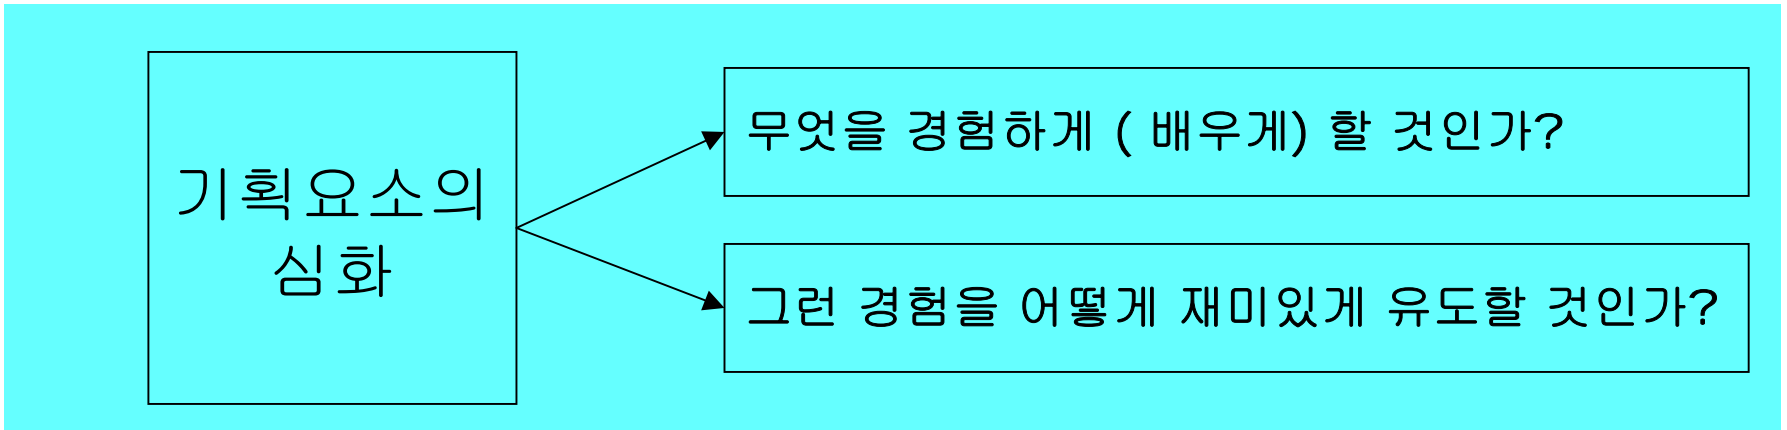 기획요소의
심화
무엇을 경험하게 ( 배우게) 할 것인가?
그런 경험을 어떻게 재미있게 유도할 것인가?